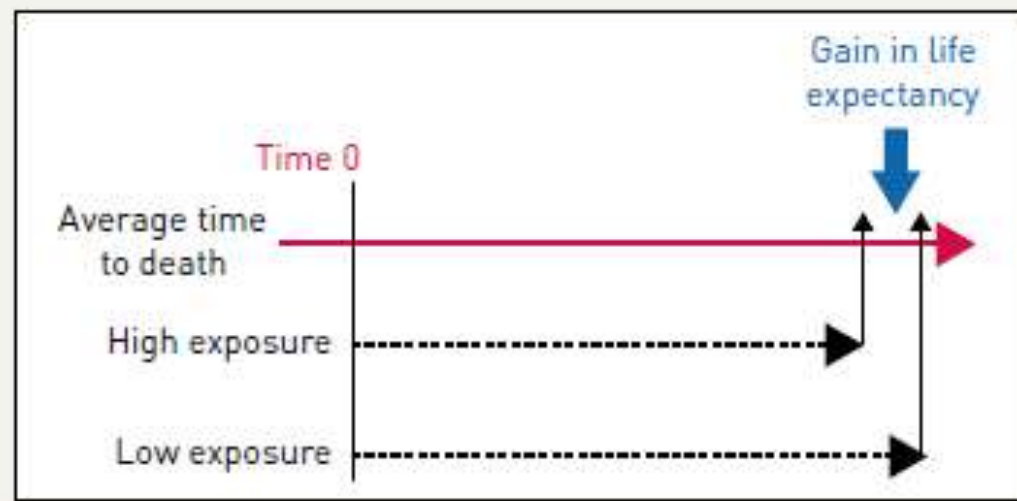 Gain in life
expectancy
Time 0
Average time
to death
High exposure
Low exposure